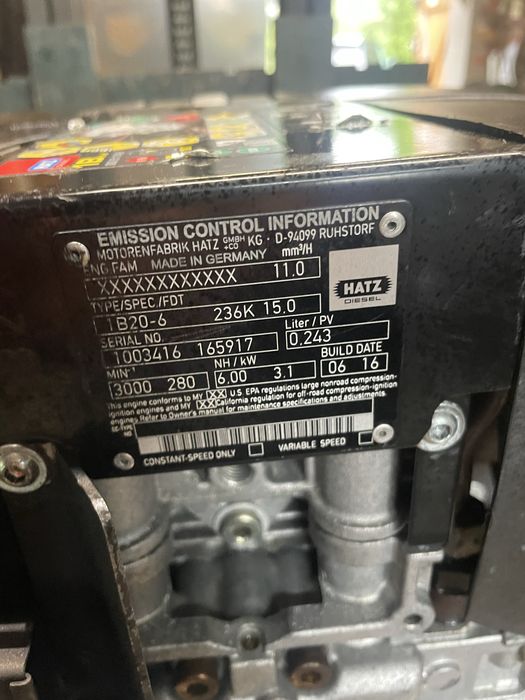 EMISSION CONTROL INFORMATION
MOTORENFABRIK HATZ GMBH +CO KG · D-94099 RUHSTORF
NG FAM MADE IN GERMANY mm³/H
XXXXXXXXXXXX 11.0
HATZ
DIESEL
TYPE/SPEC/FDT
1B20-6 236K 15.0
SERIAL NO. Liter / PV
1003416 165917 0.243
MIN⁻¹ NH / kW BUILD DATE
3000 280 6.00 3.1 06 16
This engine conforms to MY XX U.S. EPA regulations large nonroad compression-
ignition engines and MY XX California regulation for off-road compression-ignition
engines. Refer to Owner's manual for maintenance specifications and adjustments.
CONSTANT-SPEED ONLY VARIABLE SPEED